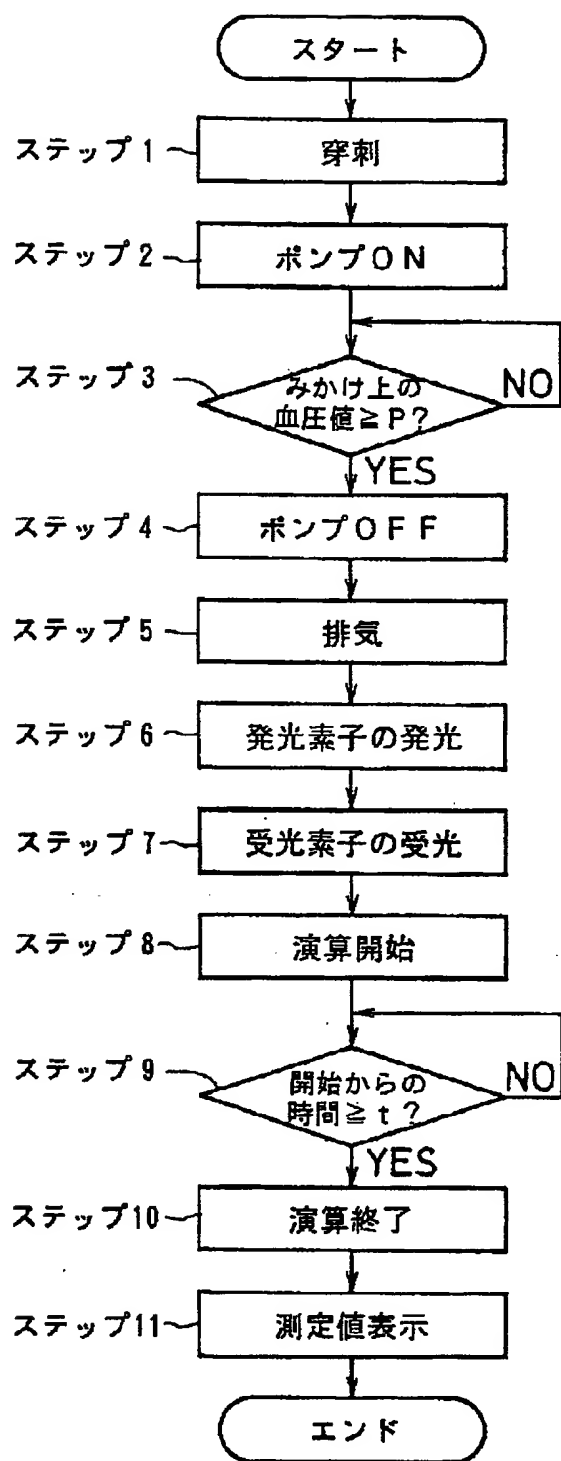 スタート
ステップ1
穿刺
ステップ2
ポンプON
ステップ3
みかけ上の
血圧値≧P?
NO
YES
ステップ4
ポンプOFF
ステップ5
排気
ステップ6
発光素子の発光
ステップ7
受光素子の受光
ステップ8
演算開始
ステップ9
開始からの
時間≧t?
NO
YES
ステップ10
演算終了
ステップ11
測定値表示
エンド